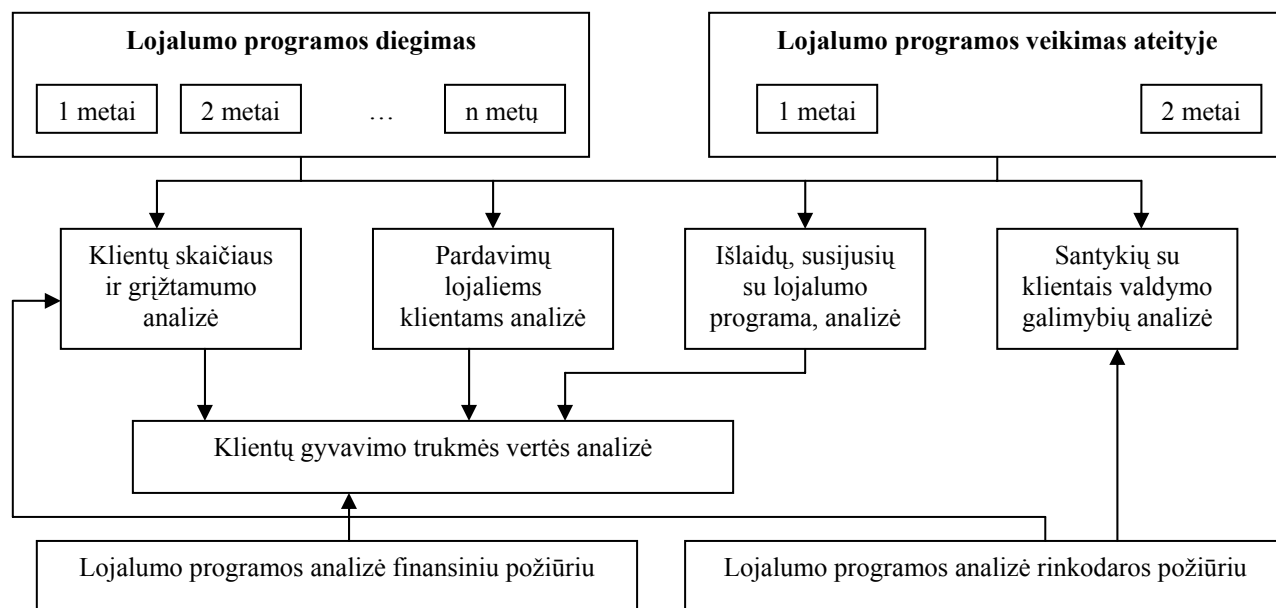 Lojalumo programos diegimas
1 metai
2 metai
…
n metų
Lojalumo programos veikimas ateityje
1 metai
2 metai
Klientų skaičiaus
ir grįžtamumo
analizė
Pardavimų
lojaliems
klientams analizė
Išlaidų, susijusių
su lojalumo
programa, analizė
Santykių su
klientais valdymo
galimybių analizė
Klientų gyvavimo trukmės vertės analizė
Lojalumo programos analizė finansiniu požiūriu
Lojalumo programos analizė rinkodaros požiūriu